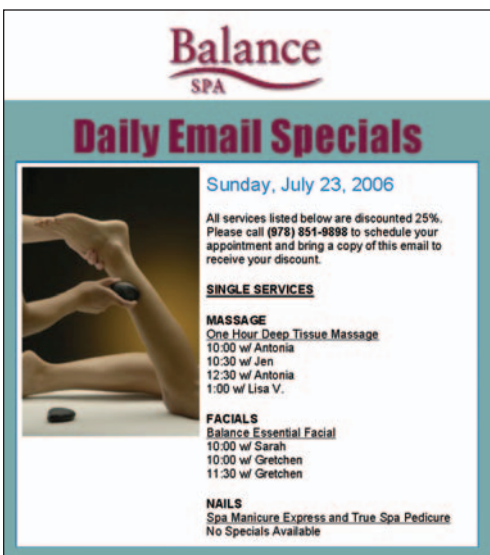 Balance
SPA
Daily Email Specials
Sunday, July 23, 2006
All services listed below are discounted 25%.
Please call (978) 851-9898 to schedule your
appointment and bring a copy of this email to
receive your discount.
SINGLE SERVICES
MASSAGE
One Hour Deep Tissue Massage
10:00 w/ Antonia
10:30 w/ Jen
12:30 w/ Antonia
1:00 w/ Lisa V.
FACIALS
Balance Essential Facial
10:00 w/ Sarah
10:00 w/ Gretchen
11:30 w/ Gretchen
NAILS
Spa Manicure Express and True Spa Pedicure
No Specials Available